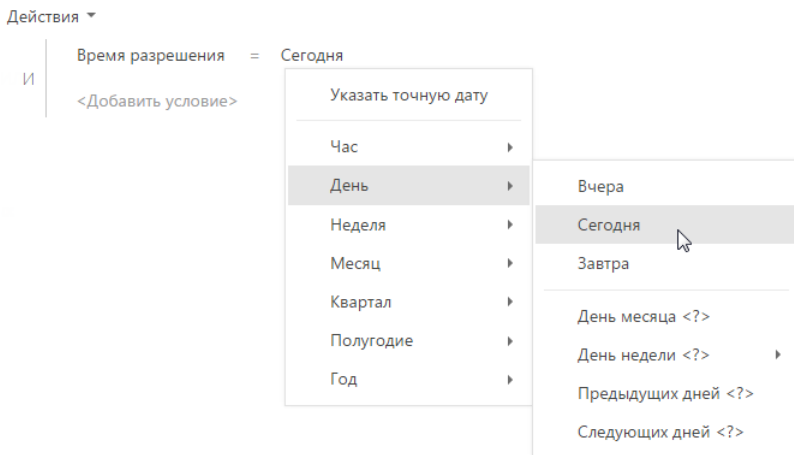 Действия
Время разрешения = Сегодня
И
<Добавить условие>
Указать точную дату
Час
День
Неделя
Месяц
Квартал
Полугодие
Год
Вчера
Сегодня
Завтра
День месяца <?>
День недели <?>
Предыдущих дней <?>
Следующих дней <?>